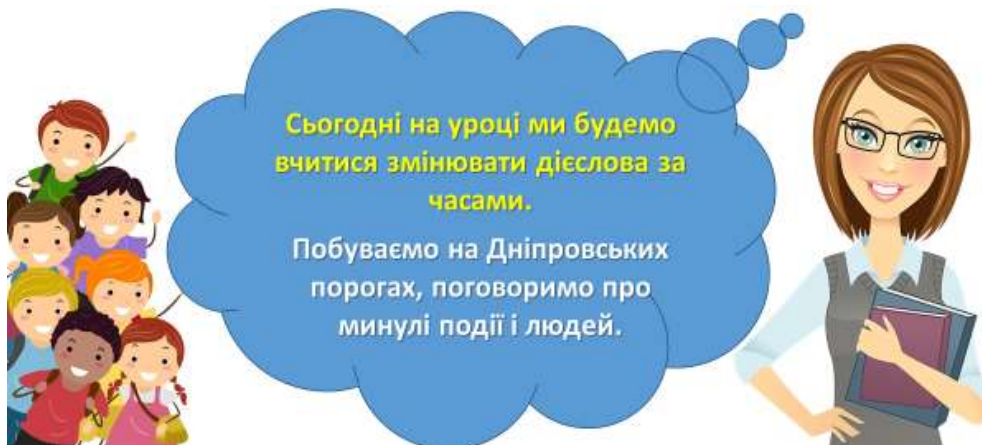 Сьогодні на уроці ми будемо
вчитися змінювати дієслова за
часами.
Побуваємо на Дніпровських
порогах, поговоримо про
минулі події і людей.